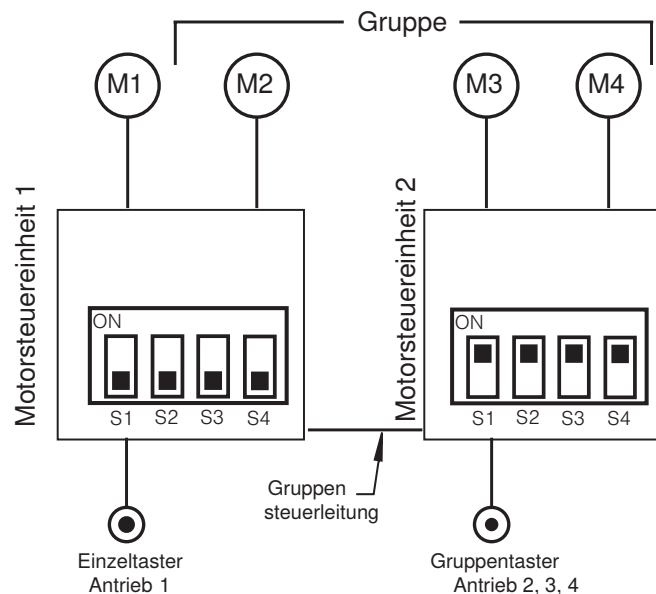 Gruppe
M1
M2
M3
M4
Motorsteuereinheit 1
ON
S1 S2 S3 S4
Motorsteuereinheit 2
ON
S1 S2 S3 S4
Gruppen
steuerleitung
Einzeltaster
Antrieb 1
Gruppentaster
Antrieb 2, 3, 4